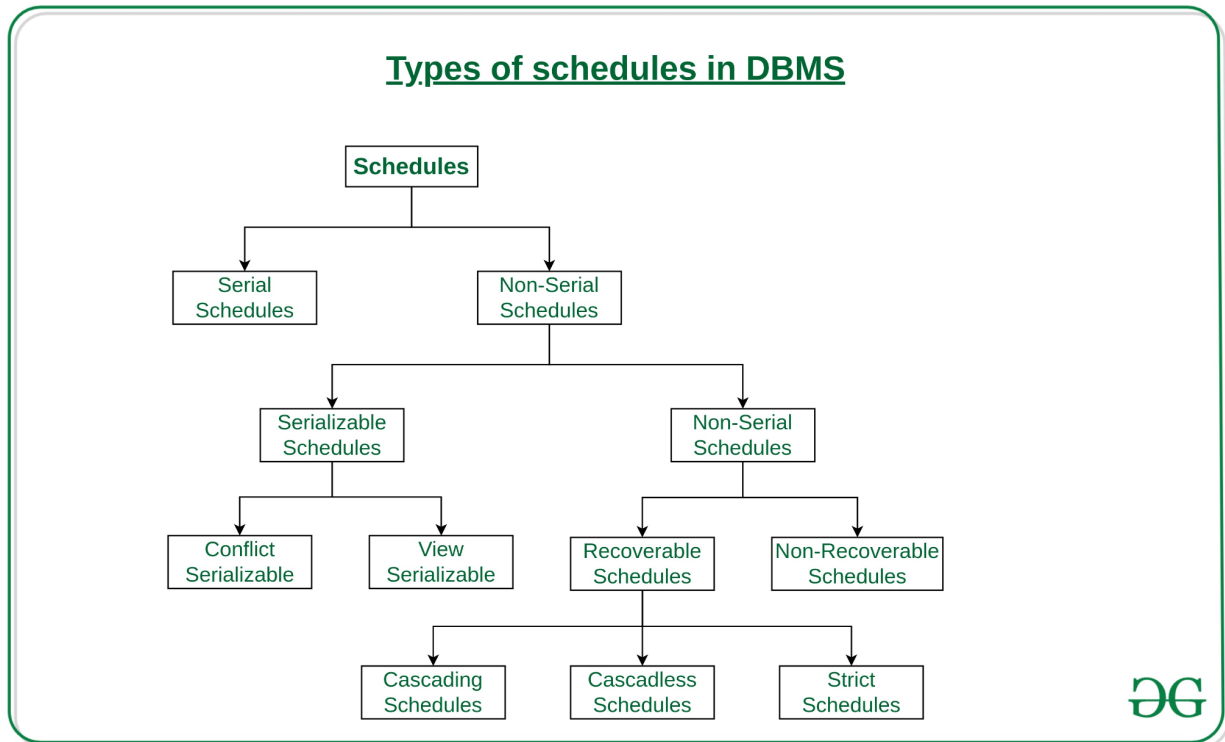 Types of schedules in DBMS
Schedules
Serial
Schedules
Non-Serial
Schedules
Serializable
Schedules
Non-Serial
Schedules
Conflict
Serializable
View
Serializable
Recoverable
Schedules
Non-Recoverable
Schedules
Cascading
Schedules
Cascadless
Schedules
Strict
Schedules